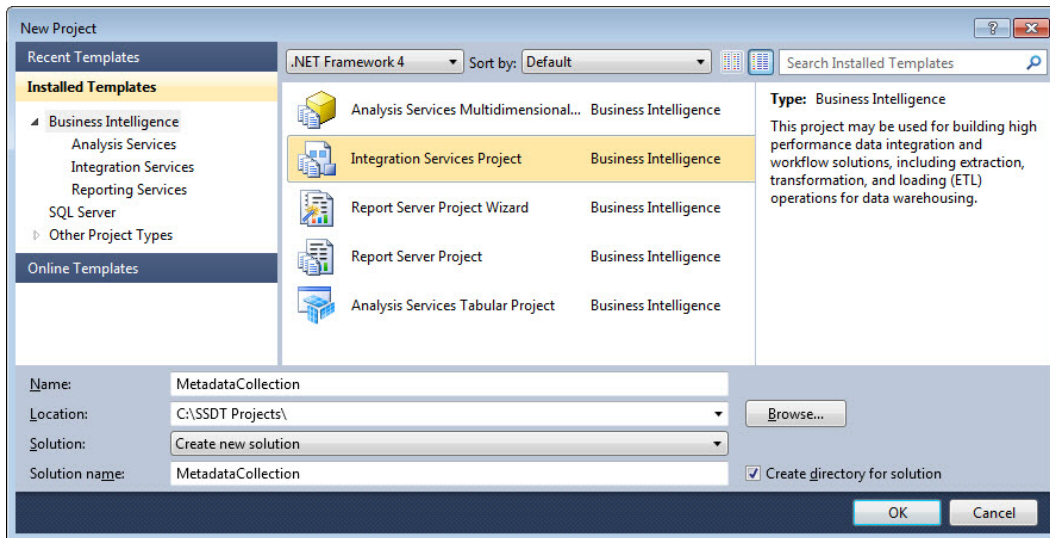 New Project
Recent Templates
Installed Templates
Business Intelligence
Analysis Services
Integration Services
Reporting Services
SQL Server
Other Project Types
Online Templates
.NET Framework 4 Sort by: Default
Search Installed Templates
Analysis Services Multidimensional... Business Intelligence
Integration Services Project Business Intelligence
Report Server Project Wizard Business Intelligence
Report Server Project Business Intelligence
Analysis Services Tabular Project Business Intelligence
Type: Business Intelligence
This project may be used for building high
performance data integration and
workflow solutions, including extraction,
transformation, and loading (ETL)
operations for data warehousing.
Name: MetadataCollection
Location: C:\SSDT Projects\
Browse...
Solution: Create new solution
Solution name: MetadataCollection
Create directory for solution
OK Cancel